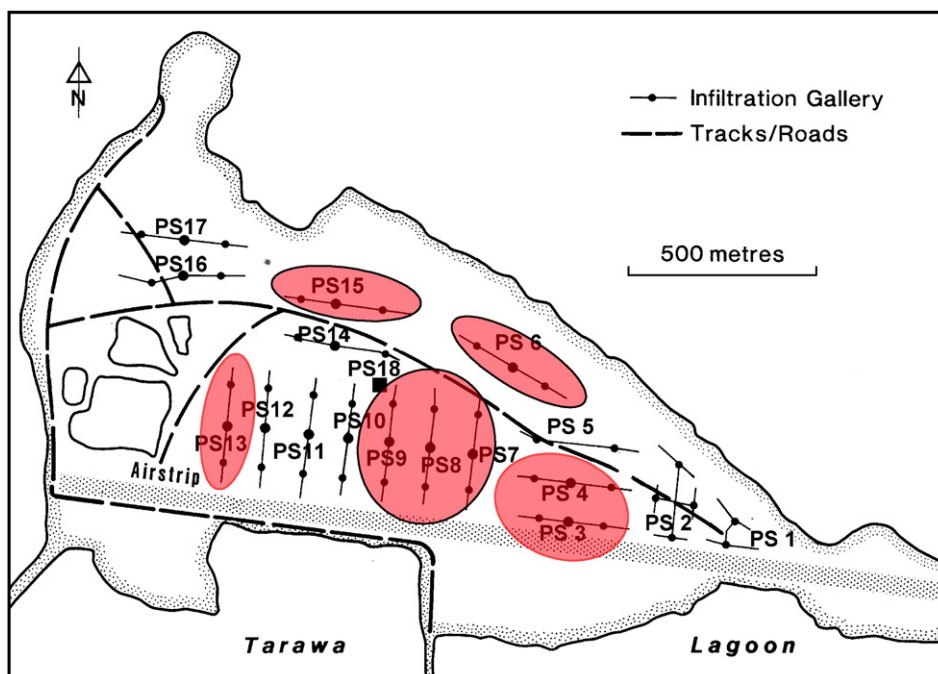 N
Infiltration Gallery
Tracks/Roads
500 metres
PS17
PS16
PS15
PS14
PS 6
PS18
PS13
PS12
PS11
PS10
PS9
PS8
PS7
PS 5
PS 4
PS 3
PS 2
PS 1
Airstrip
Tarawa Lagoon